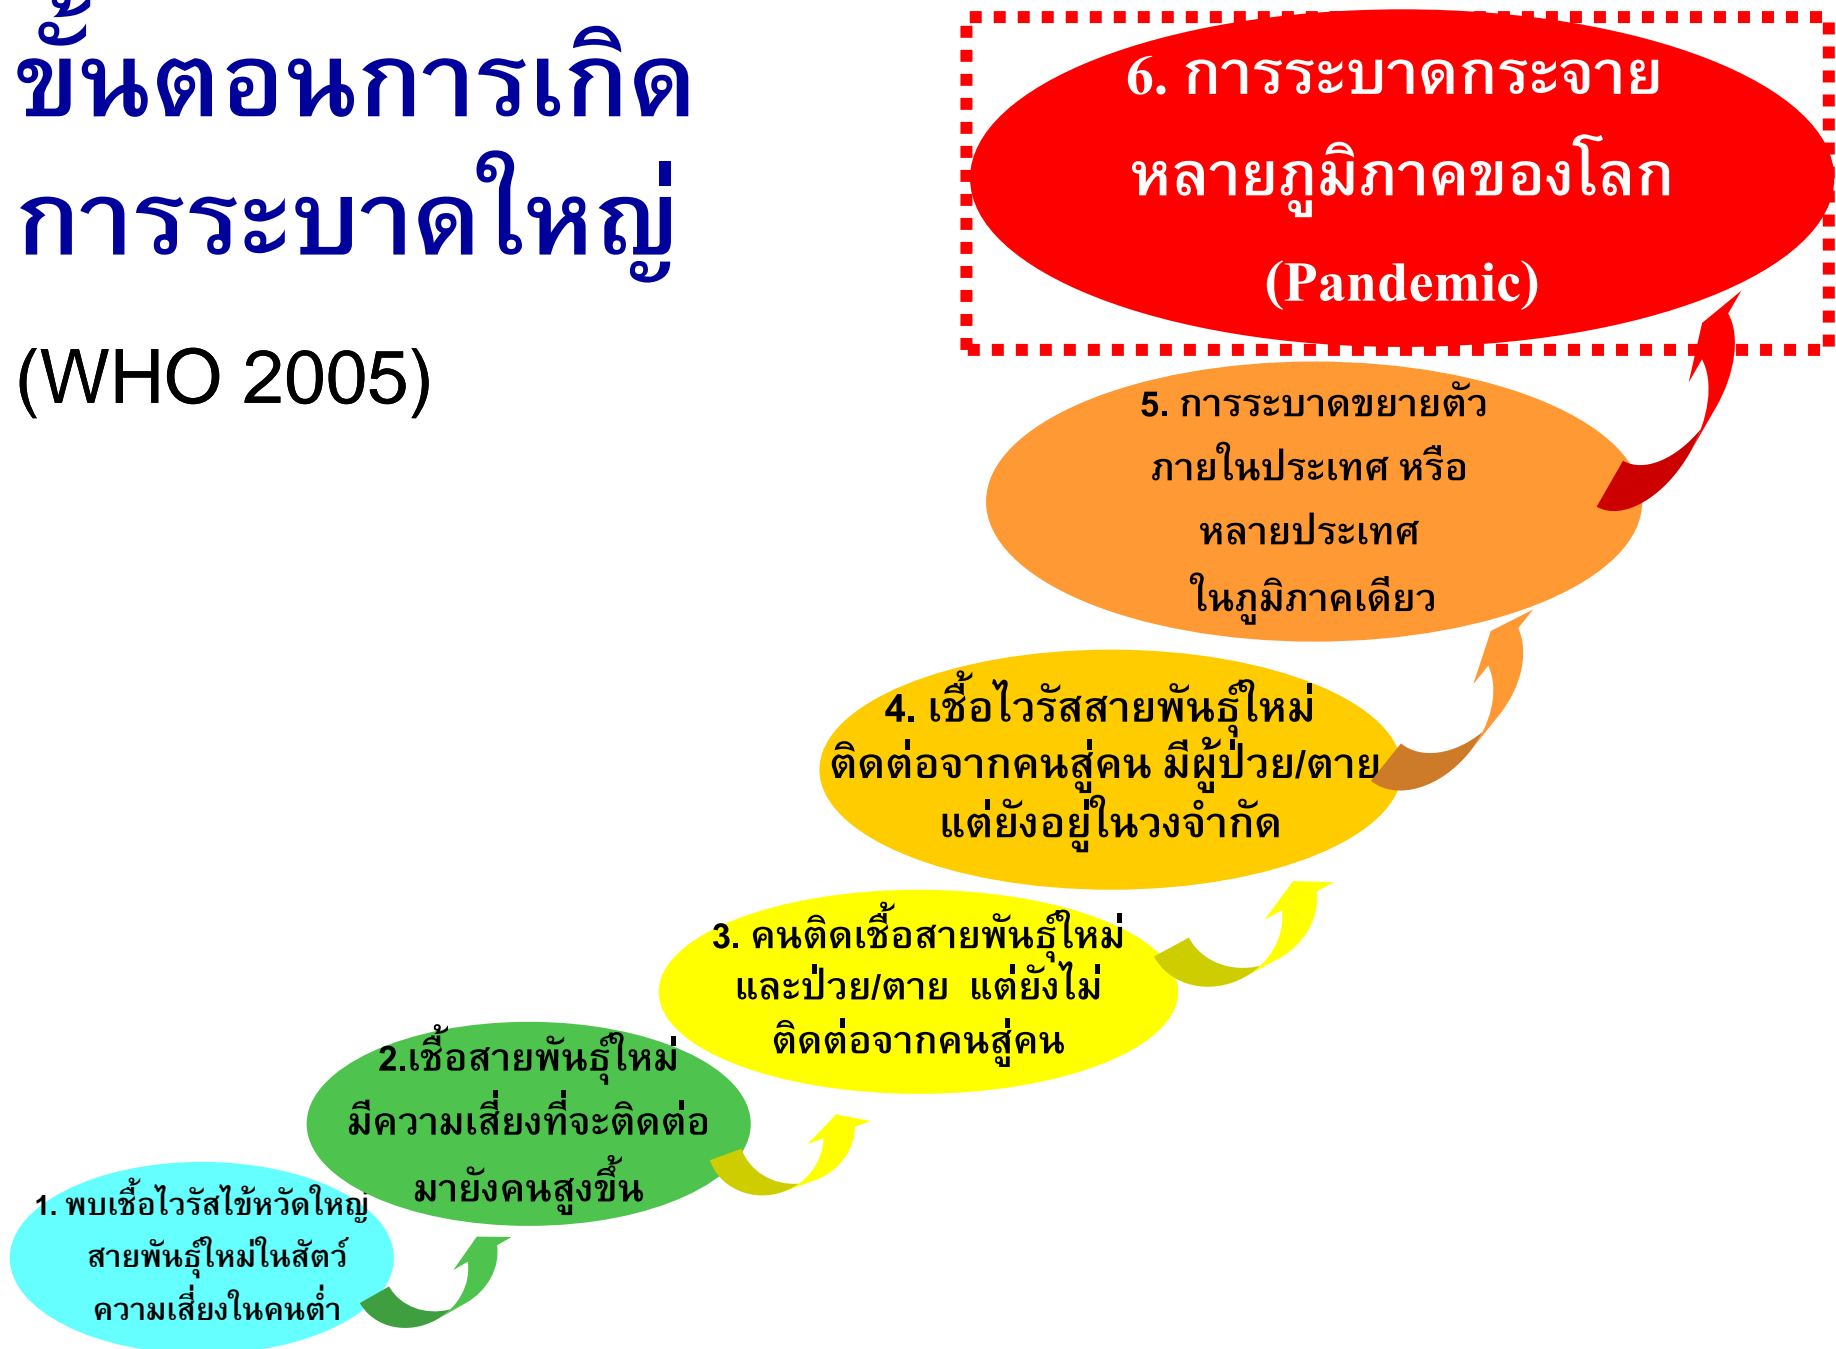 ขั้นตอนการเกิด
การระบาดใหญ่
(WHO 2005)
6. การระบาดกระจาย
หลายภูมิภาคของโลก
(Pandemic)
5. การระบาดขยายตัว
ภายในประเทศ หรือ
หลายประเทศ
ในภูมิภาคเดียว
4. เชื้อไวรัสสายพันธุ์ใหม่
ติดต่อจากคนสู่คน มีผู้ป่วย/ตาย
แต่ยังอยู่ในวงจำกัด
3. คนติดเชื้อสายพันธุ์ใหม่
และป่วย/ตาย แต่ยังไม่
ติดต่อจากคนสู่คน
2.เชื้อสายพันธุ์ใหม่
มีความเสี่ยงที่จะติดต่อ
มายังคนสูงขึ้น
1. พบเชื้อไวรัสไข้หวัดใหญ่
สายพันธุ์ใหม่ในสัตว์
ความเสี่ยงในคนต่ำ